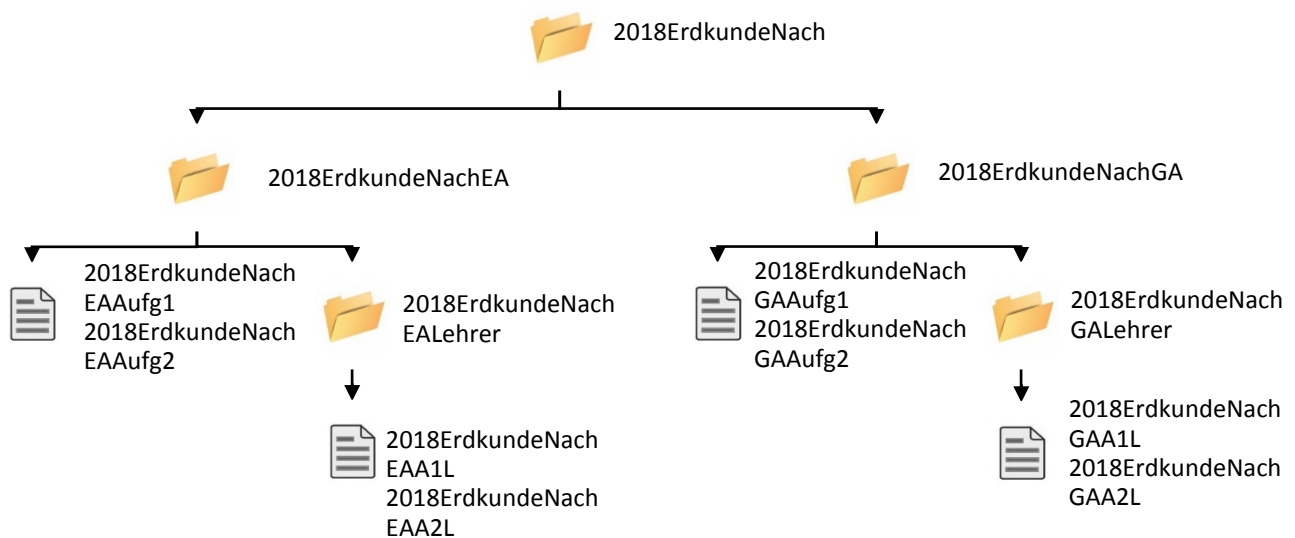 2018ErdkundeNach
2018ErdkundeNachEA
2018ErdkundeNachGA
2018ErdkundeNach
EAAufg1
2018ErdkundeNach
EAAufg2
2018ErdkundeNach
EALehrer
2018ErdkundeNach
GAAufg1
2018ErdkundeNach
GAAufg2
2018ErdkundeNach
GALehrer
2018ErdkundeNach
EAA1L
2018ErdkundeNach
EAA2L
2018ErdkundeNach
GAA1L
2018ErdkundeNach
GAA2L